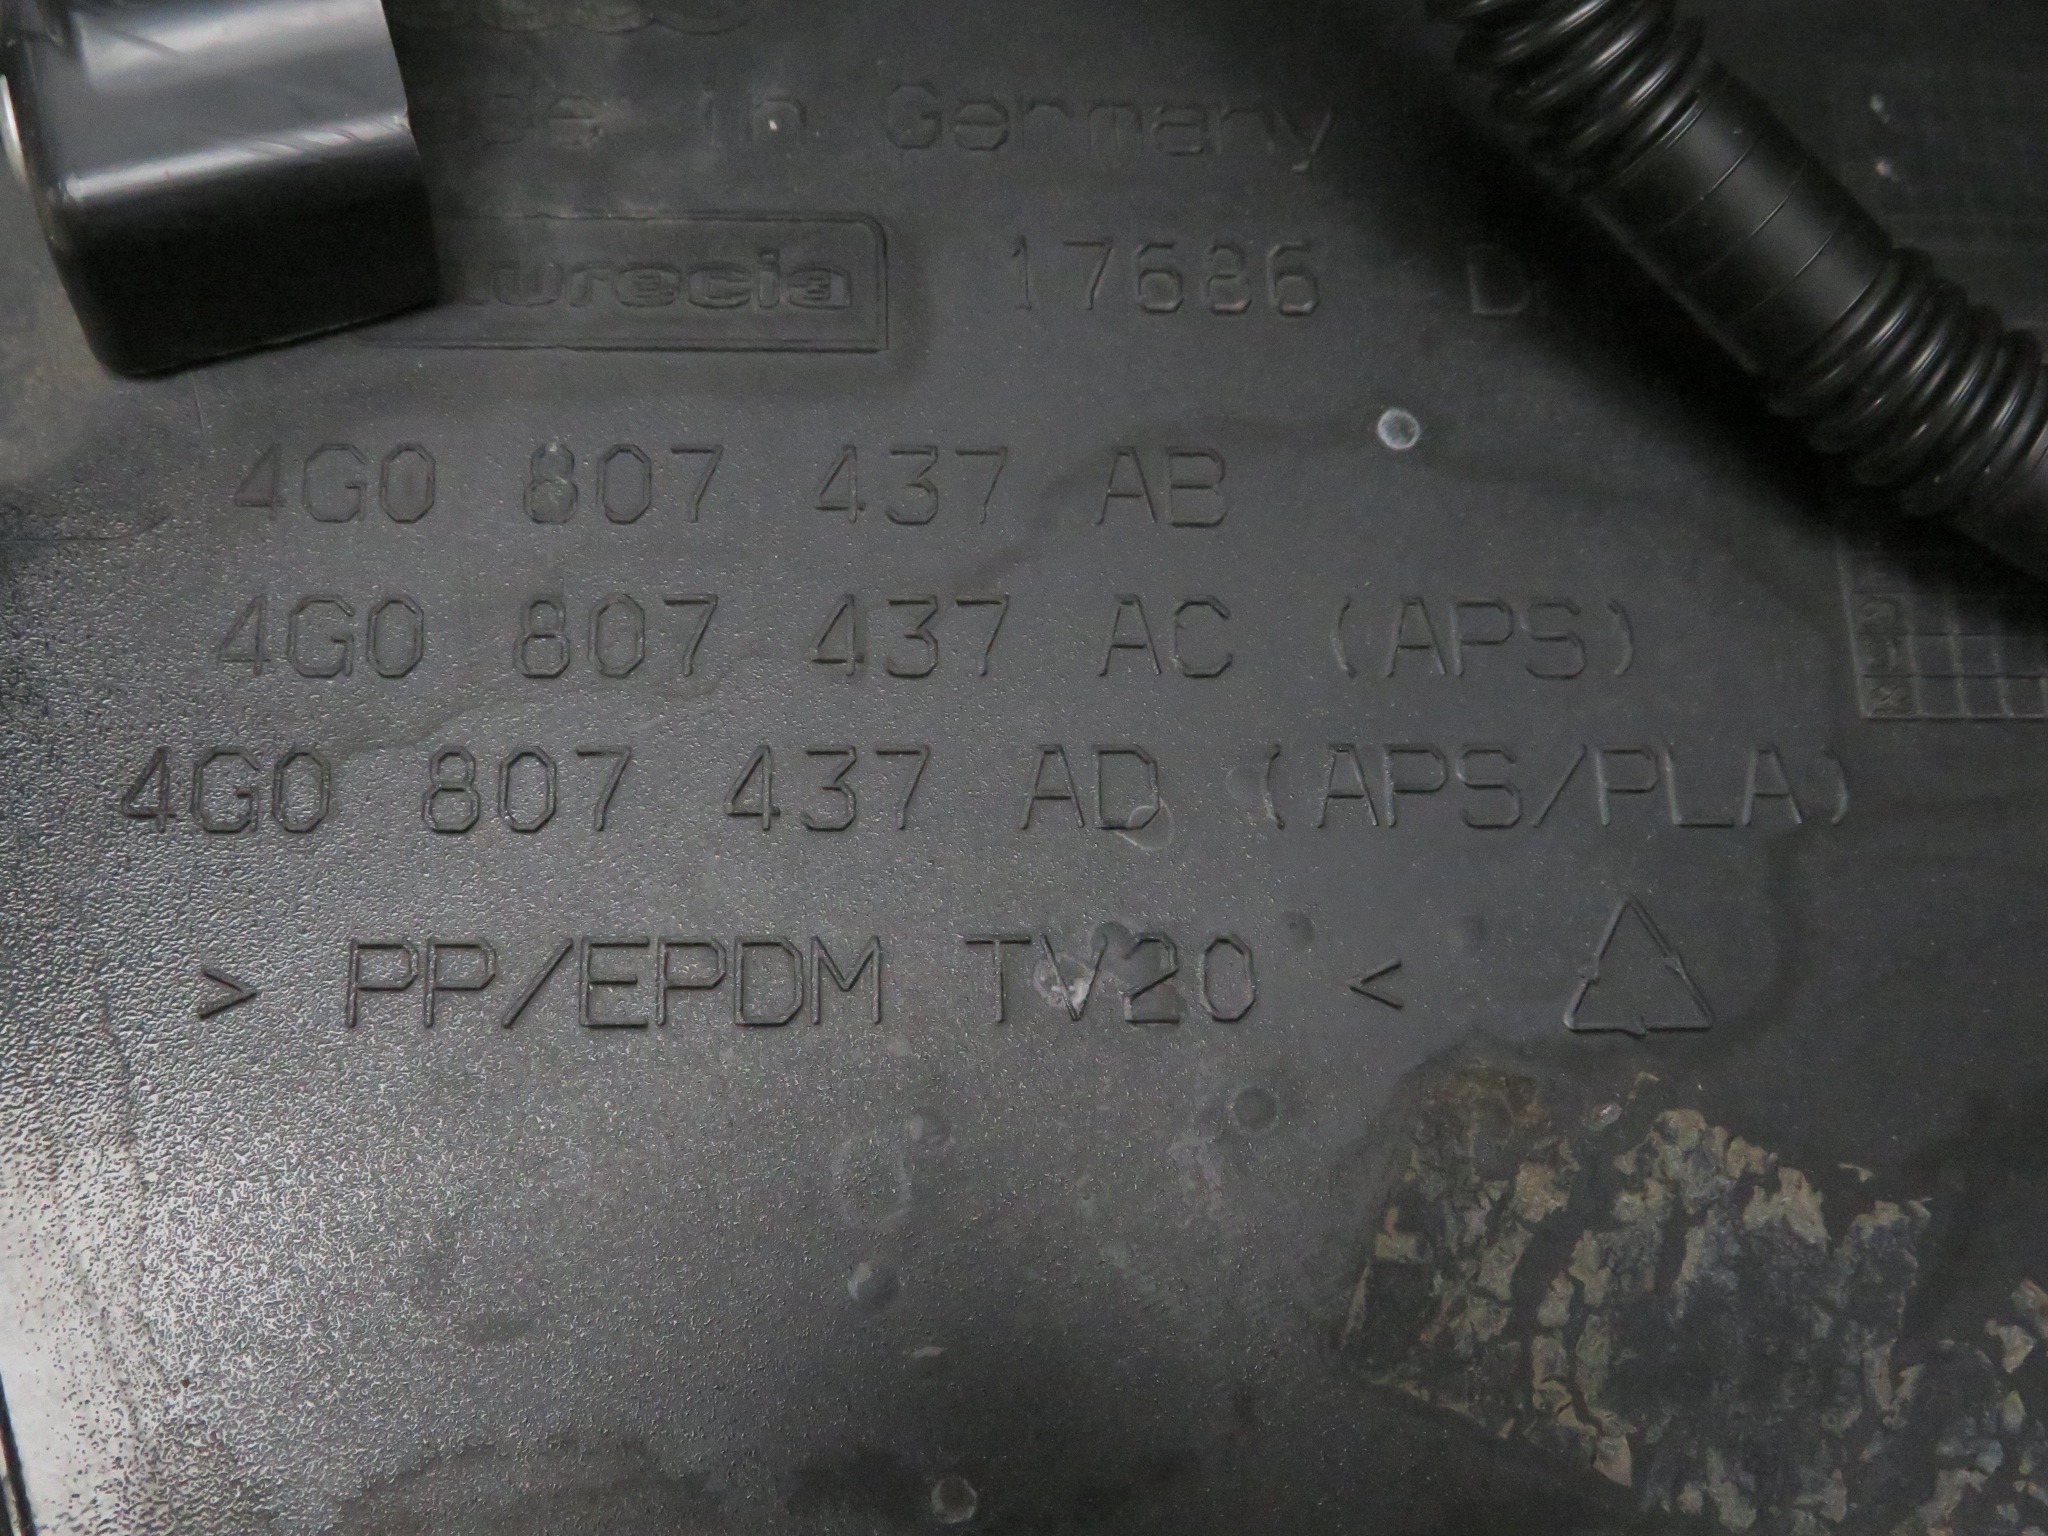 in Germany
urecia 17686 D
4G0 807 437 AB
4G0 807 437 AC (APS)
4G0 807 437 AD (APS/PLA)
> PP/EPDM TV20 <